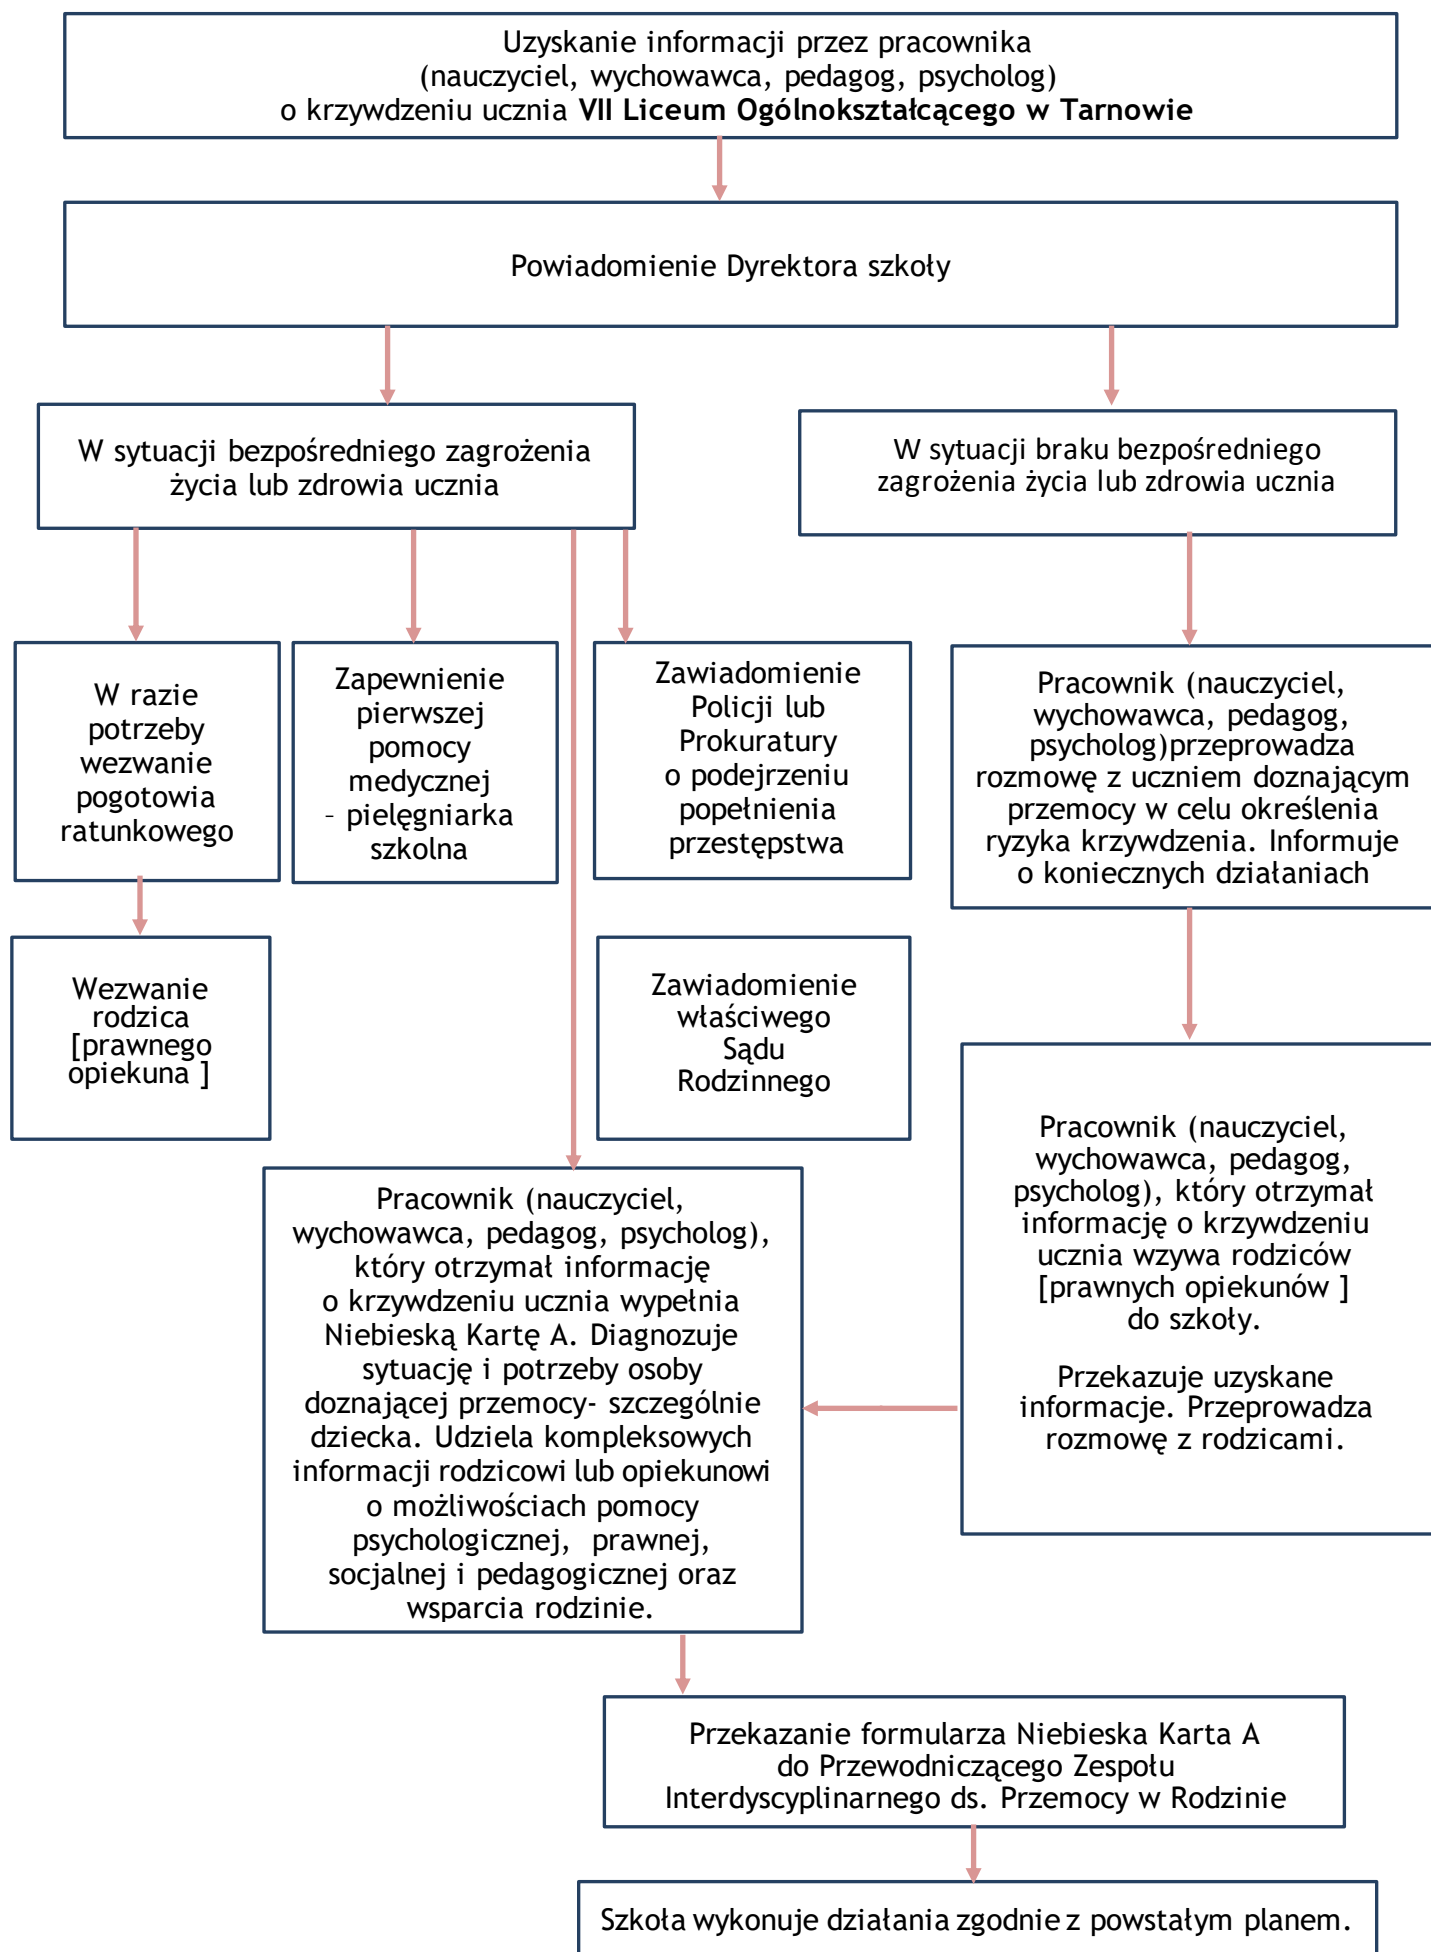 Uzyskanie informacji przez pracownika
(nauczyciel, wychowawca, pedagog, psycholog)
o krzywdzeniu ucznia VII Liceum Ogólnokształcącego w Tarnowie
Powiadomienie Dyrektora szkoły
W sytuacji bezpośredniego zagrożenia
życia lub zdrowia ucznia
W sytuacji braku bezpośredniego
zagrożenia życia lub zdrowia ucznia
W razie
potrzeby
wezwanie
pogotowia
ratunkowego
Zapewnienie
pierwszej
pomocy
medycznej
– pielęgniarka
szkolna
Zawiadomienie
Policji lub
Prokuratury
o podejrzeniu
popełnienia
przestępstwa
Pracownik (nauczyciel,
wychowawca, pedagog,
psycholog)przeprowadza
rozmowę z uczniem doznającym
przemocy w celu określenia
ryzyka krzywdzenia. Informuje
o koniecznych działaniach
Wezwanie
rodzica
[prawnego
opiekuna ]
Zawiadomienie
właściwego
Sądu
Rodzinnego
Pracownik (nauczyciel,
wychowawca, pedagog,
psycholog), który otrzymał
informację o krzywdzeniu
ucznia wzywa rodziców
[prawnych opiekunów ]
do szkoły.
Przekazuje uzyskane
informacje. Przeprowadza
rozmowę z rodzicami.
Pracownik (nauczyciel,
wychowawca, pedagog, psycholog),
który otrzymał informację
o krzywdzeniu ucznia wypełnia
Niebieską Kartę A. Diagnozuje
sytuację i potrzeby osoby
doznającej przemocy- szczególnie
dziecka. Udziela kompleksowych
informacji rodzicowi lub opiekunowi
o możliwościach pomocy
psychologicznej, prawnej,
socjalnej i pedagogicznej oraz
wsparcia rodzinie.
Przekazanie formularza Niebieska Karta A
do Przewodniczącego Zespołu
Interdyscyplinarnego ds. Przemocy w Rodzinie
Szkoła wykonuje działania zgodnie z powstałym planem.